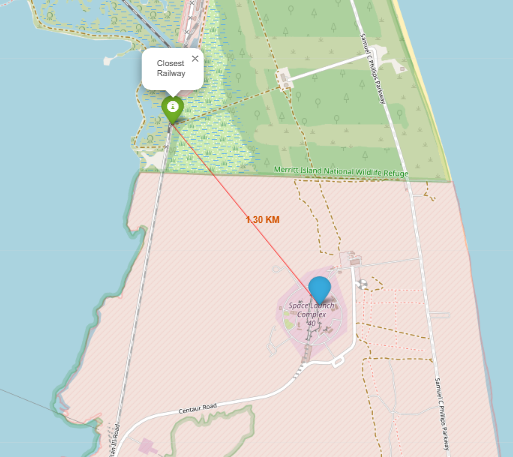 Samuel C Phillips Parkway
Closest
Railway
Merritt Island National Wildlife Refuge
1.30 KM
Space Launch
Complex
40
Samuel C Phillips Parkway
Centaur Road
Road